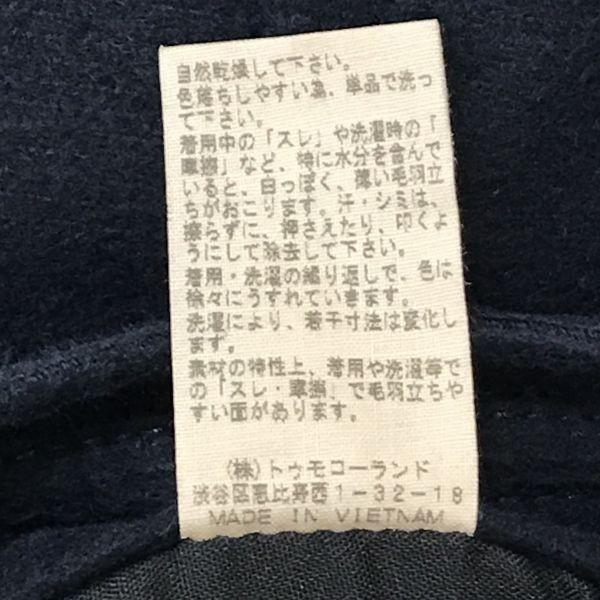 自然乾燥して下さい。
色落ちしやすい為、単品で洗っ
て下さい。
着用中の「スレ」や洗濯時の「
摩擦」など、特に水分を含んで
いると、白っぽく、薄い毛羽立
ちがおこります。汗・シミは、
擦らずに、押さえたり、叩くよ
うにして除去して下さい。
着用・洗濯の繰り返しで、色は
徐々にうすれていきます。
洗濯により、若干寸法は変化し
ます。
素材の特性上、着用や洗濯等で
の「スレ・摩擦」で毛羽立ちや
すい面があります。
(株)トゥモローランド
渋谷区恵比寿西1-32-18
MADE IN VIETNAM